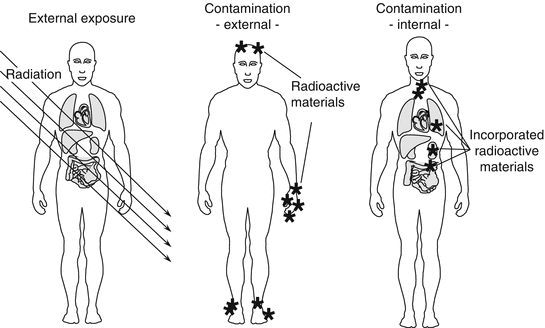 External exposure
Radiation
Contamination
- external -
Radioactive
materials
Contamination
- internal -
Incorporated
radioactive
materials